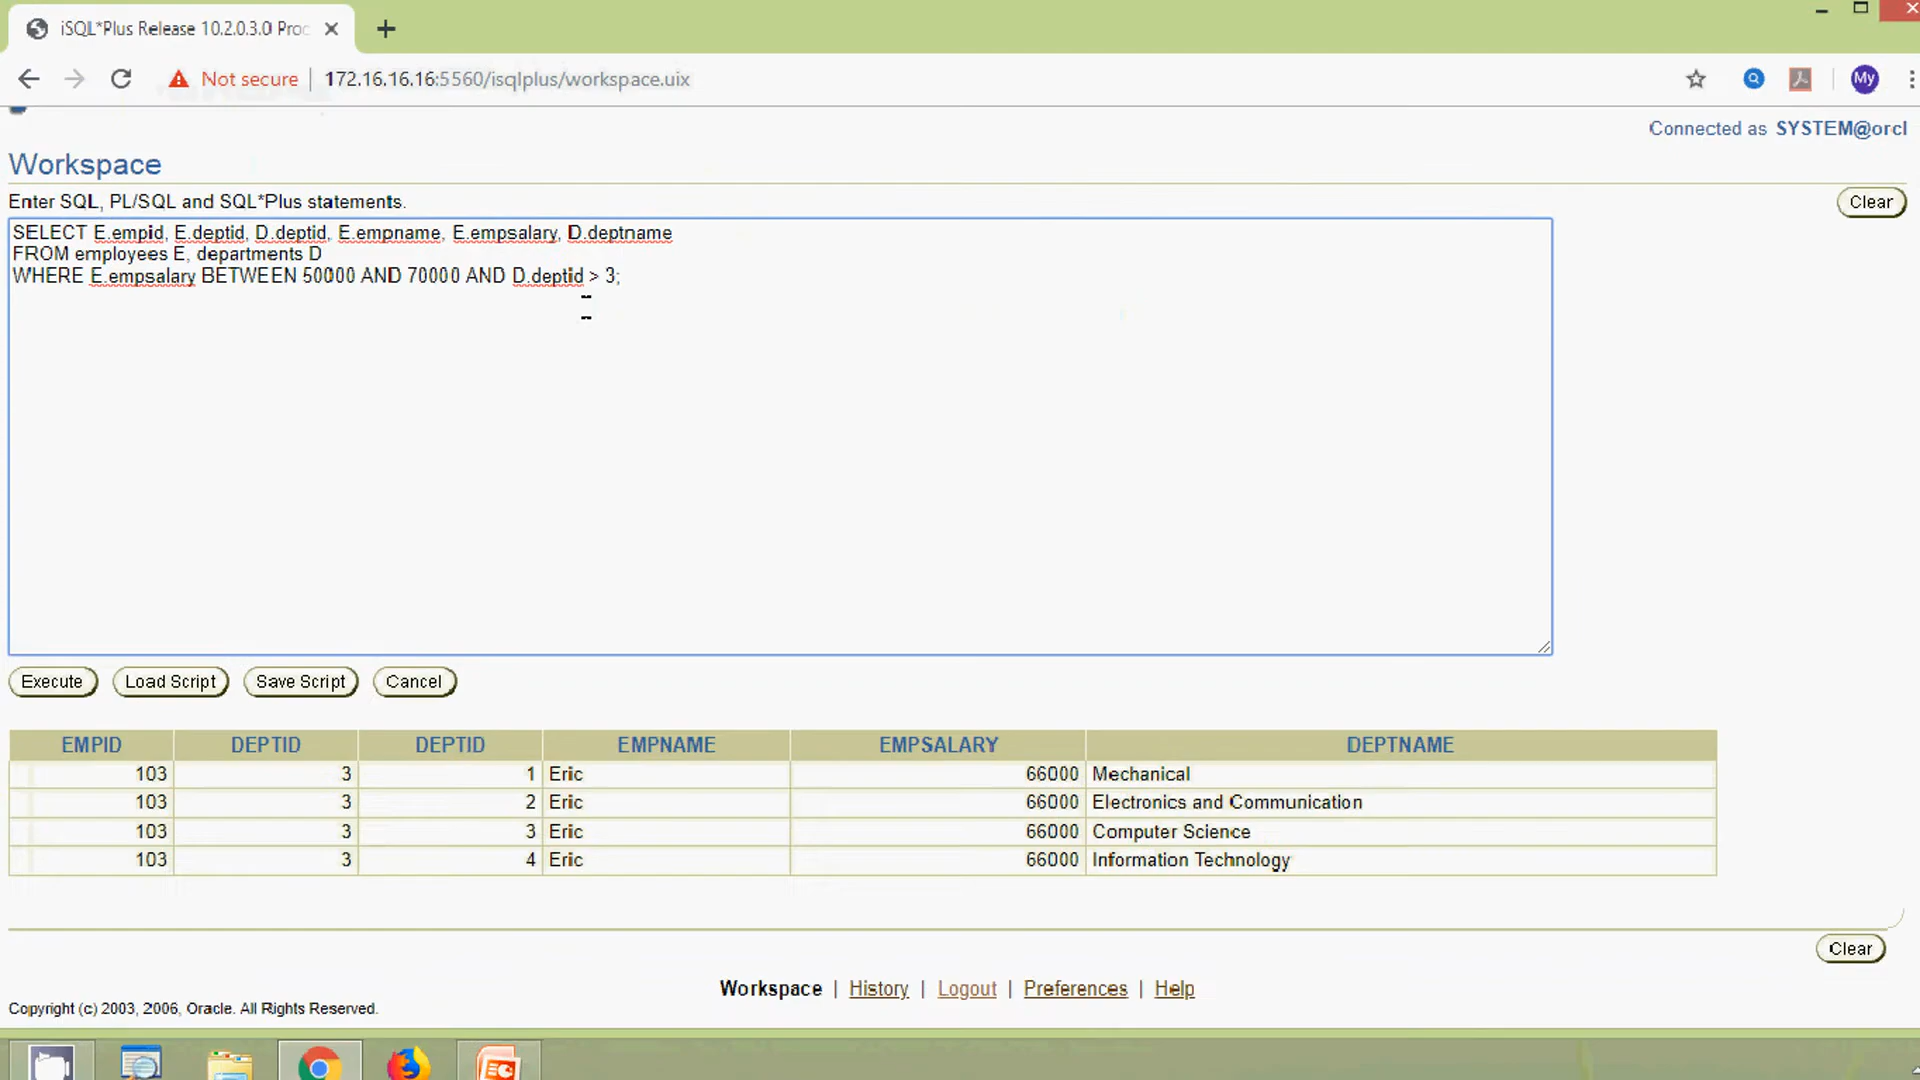 iSQL*Plus Release 10.2.0.3.0 Proc
Not secure
172.16.16.16:5560/isqlplus/workspace.uix
My
Connected as SYSTEM@orcl
Workspace
Enter SQL, PL/SQL and SQL*Plus statements.
Clear
SELECT E.empid, E.deptid, D.deptid, E.empname, E.empsalary, D.deptname
FROM employees E, departments D
WHERE E.empsalary BETWEEN 50000 AND 70000 AND D.deptid > 3;
Execute Load Script Save Script Cancel
EMPID DEPTID DEPTID EMPNAME EMPSALARY DEPTNAME
103 3 1 Eric 66000 Mechanical
103 3 2 Eric 66000 Electronics and Communication
103 3 3 Eric 66000 Computer Science
103 3 4 Eric 66000 Information Technology
Clear
Workspace | History | Logout | Preferences | Help
Copyright (c) 2003, 2006, Oracle. All Rights Reserved.